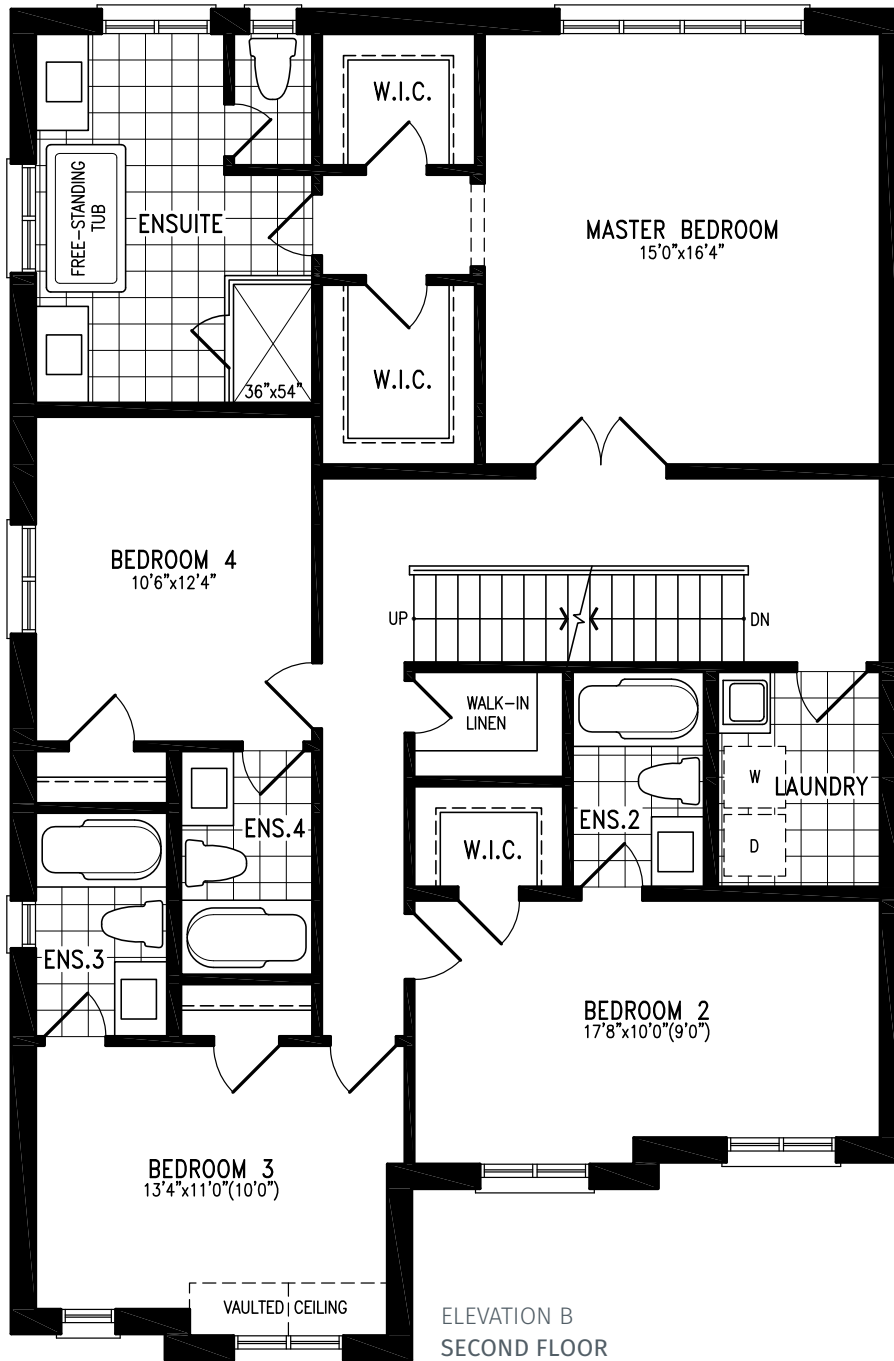 W.I.C.
FREE-STANDING
TUB
ENSUITE
MASTER BEDROOM
15'0"x16'4"
W.I.C.
36"x54"
BEDROOM 4
10'6"x12'4"
UP
DN
WALK-IN
LINEN
W
LAUNDRY
D
ENS.4
ENS.2
W.I.C.
ENS.3
BEDROOM 2
17'8"x10'0"(9'0")
BEDROOM 3
13'4"x11'0"(10'0")
VAULTED CEILING
ELEVATION B
SECOND FLOOR